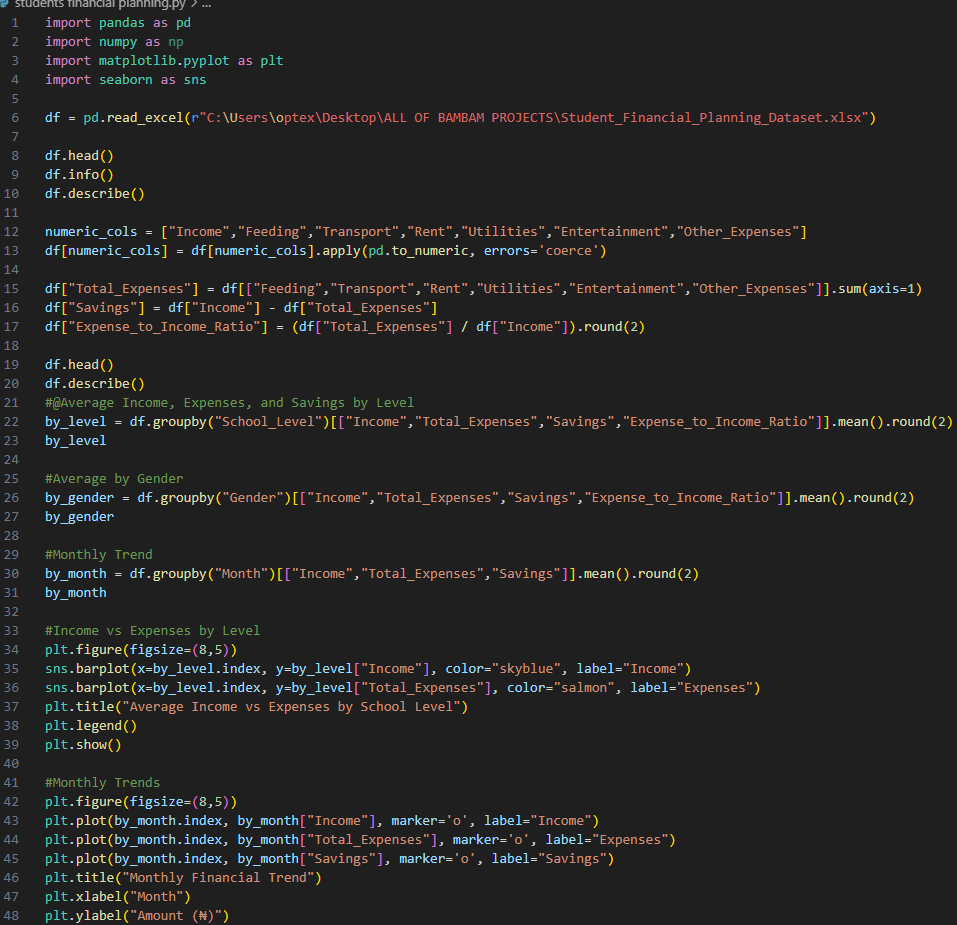 students financial planning.py > ...
1 import pandas as pd
2 import numpy as np
3 import matplotlib.pyplot as plt
4 import seaborn as sns
5
6 df = pd.read_excel(r"C:\Users\optex\Desktop\ALL OF BAMBAM PROJECTS\Student_Financial_Planning_Dataset.xlsx")
7
8 df.head()
9 df.info()
10 df.describe()
11
12 numeric_cols = ["Income","Feeding","Transport","Rent","Utilities","Entertainment","Other_Expenses"]
13 df[numeric_cols] = df[numeric_cols].apply(pd.to_numeric, errors='coerce')
14
15 df["Total_Expenses"] = df[["Feeding","Transport","Rent","Utilities","Entertainment","Other_Expenses"]].sum(axis=1)
16 df["Savings"] = df["Income"] - df["Total_Expenses"]
17 df["Expense_to_Income_Ratio"] = (df["Total_Expenses"] / df["Income"]).round(2)
18
19 df.head()
20 df.describe()
21 #@Average Income, Expenses, and Savings by Level
22 by_level = df.groupby("School_Level")[["Income","Total_Expenses","Savings","Expense_to_Income_Ratio"]].mean().round(2)
23 by_level
24
25 #Average by Gender
26 by_gender = df.groupby("Gender")[["Income","Total_Expenses","Savings","Expense_to_Income_Ratio"]].mean().round(2)
27 by_gender
28
29 #Monthly Trend
30 by_month = df.groupby("Month")[["Income","Total_Expenses","Savings"]].mean().round(2)
31 by_month
32
33 #Income vs Expenses by Level
34 plt.figure(figsize=(8,5))
35 sns.barplot(x=by_level.index, y=by_level["Income"], color="skyblue", label="Income")
36 sns.barplot(x=by_level.index, y=by_level["Total_Expenses"], color="salmon", label="Expenses")
37 plt.title("Average Income vs Expenses by School Level")
38 plt.legend()
39 plt.show()
40
41 #Monthly Trends
42 plt.figure(figsize=(8,5))
43 plt.plot(by_month.index, by_month["Income"], marker='o', label="Income")
44 plt.plot(by_month.index, by_month["Total_Expenses"], marker='o', label="Expenses")
45 plt.plot(by_month.index, by_month["Savings"], marker='o', label="Savings")
46 plt.title("Monthly Financial Trend")
47 plt.xlabel("Month")
48 plt.ylabel("Amount (₦)")